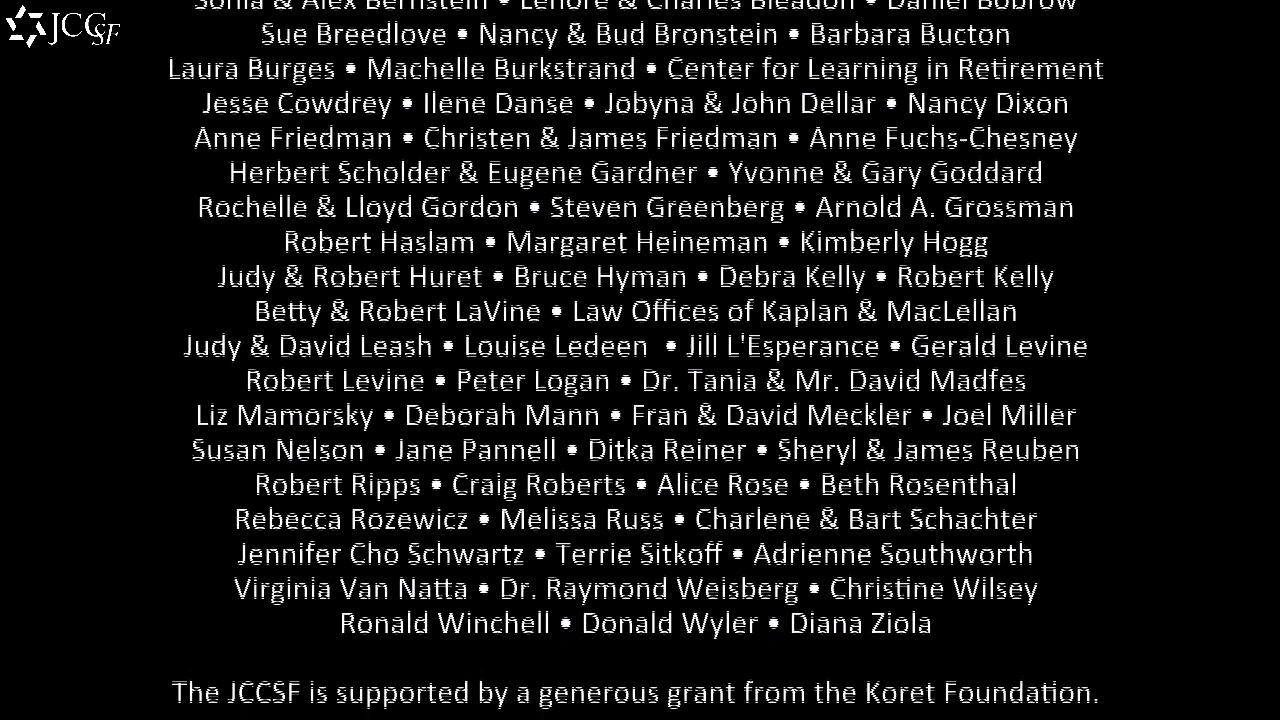 JCCSF
Sonia & Alex Bernstein • Lenore & Charles Bleadon • Daniel Bobrow
Sue Breedlove • Nancy & Bud Bronstein • Barbara Bucton
Laura Burges • Machelle Burkstrand • Center for Learning in Retirement
Jesse Cowdrey • Ilene Danse • Jobyna & John Dellar • Nancy Dixon
Anne Friedman • Christen & James Friedman • Anne Fuchs-Chesney
Herbert Scholder & Eugene Gardner • Yvonne & Gary Goddard
Rochelle & Lloyd Gordon • Steven Greenberg • Arnold A. Grossman
Robert Haslam • Margaret Heineman • Kimberly Hogg
Judy & Robert Huret • Bruce Hyman • Debra Kelly • Robert Kelly
Betty & Robert LaVine • Law Offices of Kaplan & MacLellan
Judy & David Leash • Louise Ledeen • Jill L'Esperance • Gerald Levine
Robert Levine • Peter Logan • Dr. Tania & Mr. David Madfes
Liz Mamorsky • Deborah Mann • Fran & David Meckler • Joel Miller
Susan Nelson • Jane Pannell • Ditka Reiner • Sheryl & James Reuben
Robert Ripps • Craig Roberts • Alice Rose • Beth Rosenthal
Rebecca Rozewicz • Melissa Russ • Charlene & Bart Schachter
Jennifer Cho Schwartz • Terrie Sitkoff • Adrienne Southworth
Virginia Van Natta • Dr. Raymond Weisberg • Christine Wilsey
Ronald Winchell • Donald Wyler • Diana Ziola
The JCCSF is supported by a generous grant from the Koret Foundation.